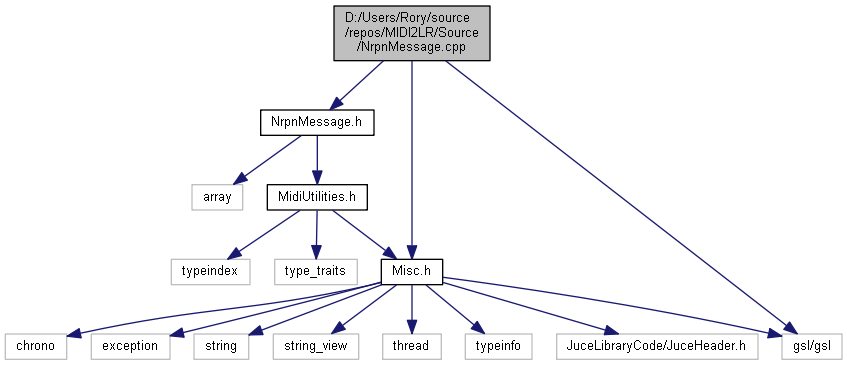 D:/Users/Rory/source
/repos/MIDI2LR/Source
/NrpnMessage.cpp
NrpnMessage.h
array
MidiUtilities.h
typeindex
type_traits
Misc.h
chrono
exception
string
string_view
thread
typeinfo
JuceLibraryCode/JuceHeader.h
gsl/gsl